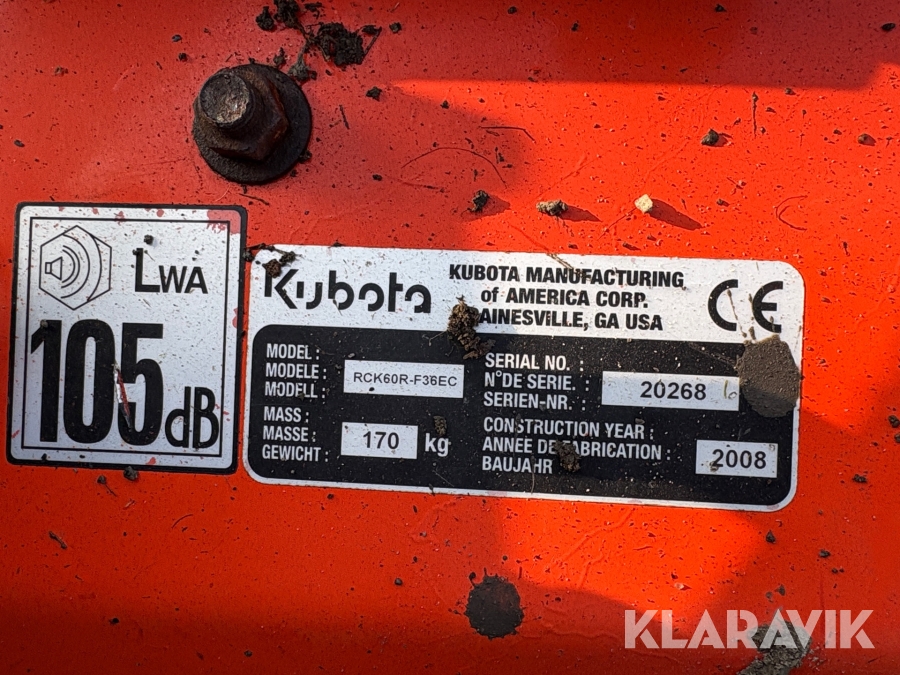 LWA
105dB
Kubota
KUBOTA MANUFACTURING
of AMERICA CORP.
AINESVILLE, GA USA
CE
MODEL :
MODELE :
MODELL :
RCK60R-F36EC
MASS :
MASSE :
GEWICHT :
170 kg
SERIAL NO. :
N°DE SERIE. :
SERIEN-NR. :
20268
CONSTRUCTION YEAR :
ANNÉE DE FABRICATION :
BAUJAHR
2008
KLARAVIK